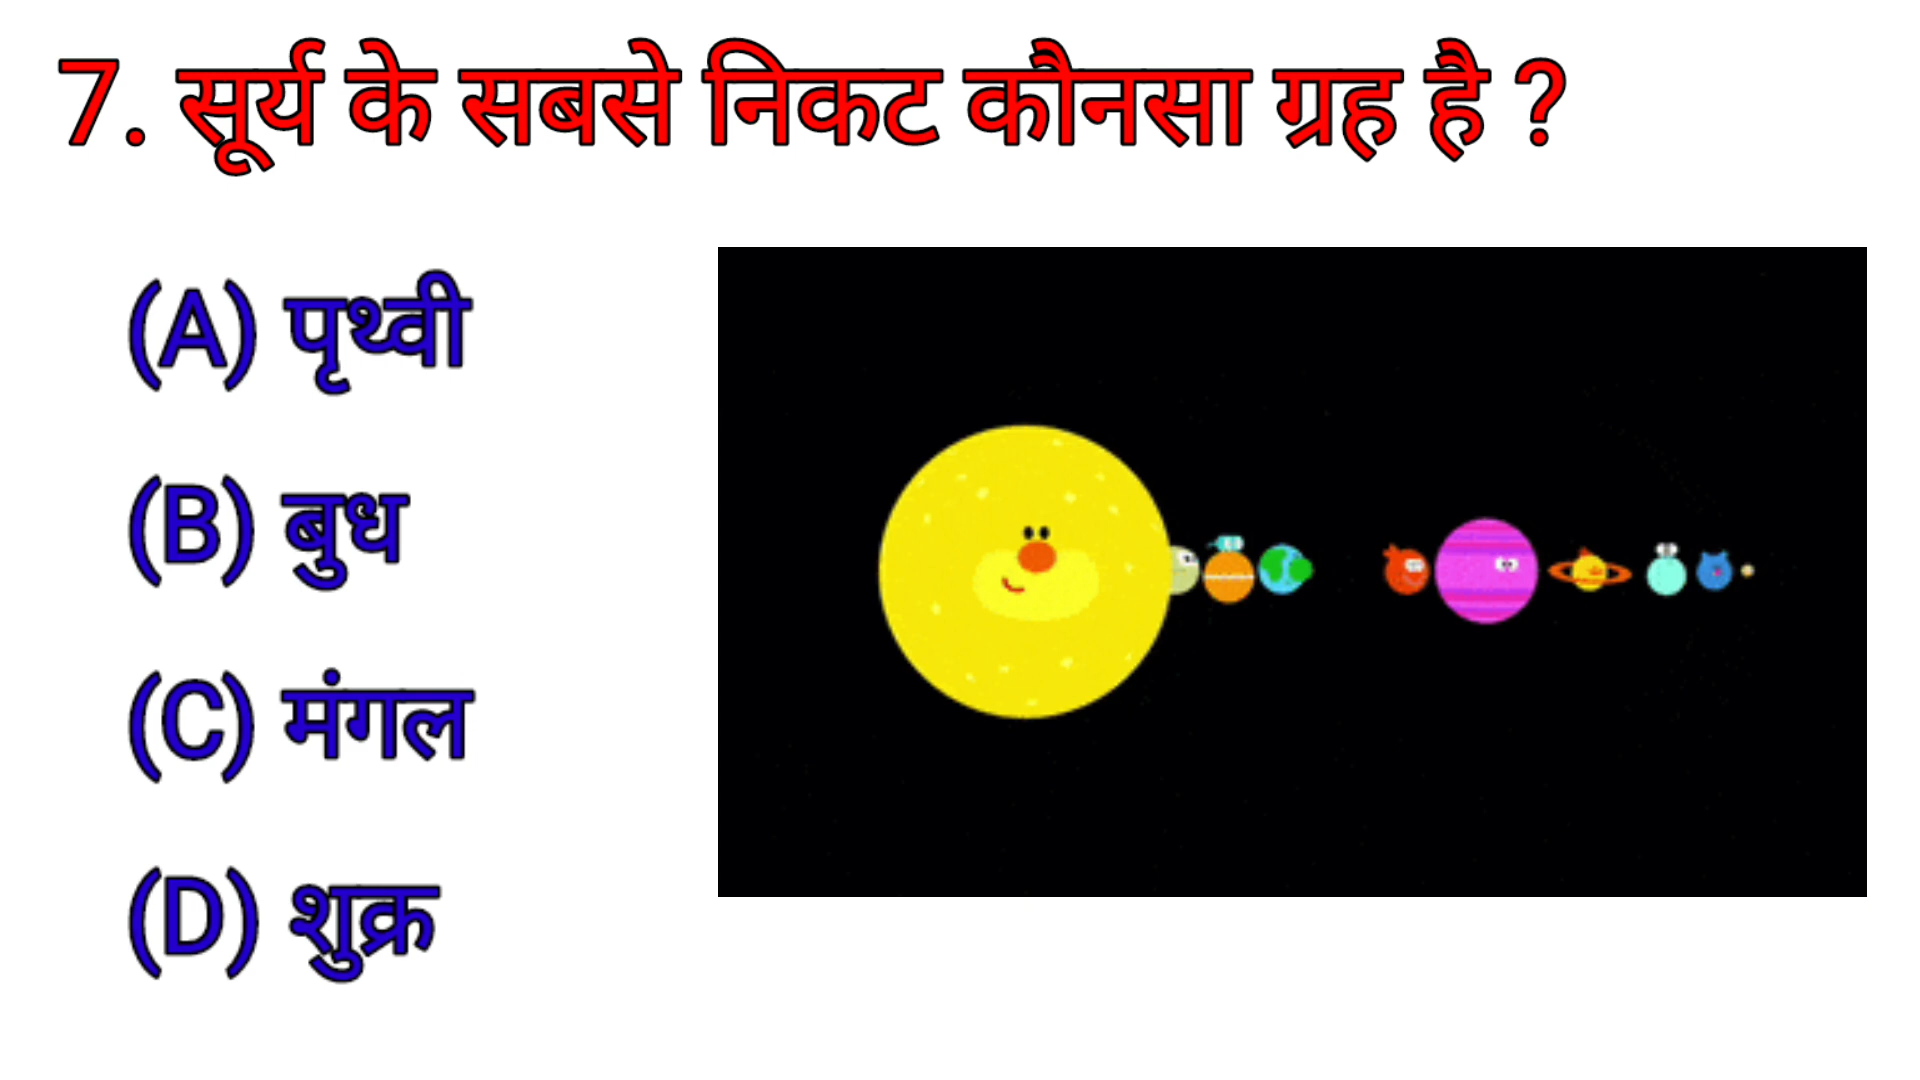 7. सूर्य के सबसे निकट कौनसा ग्रह है ?
(A) पृथ्वी
(B) बुध
(C) मंगल
(D) शुक्र